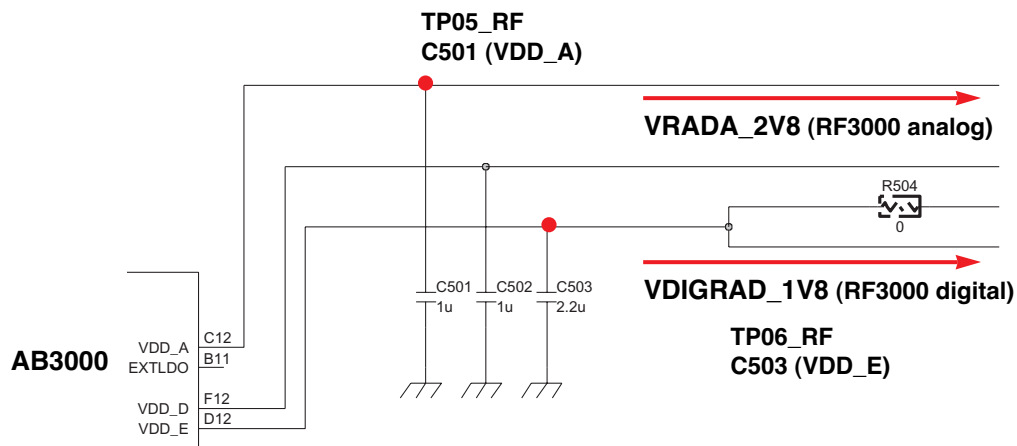 TP05_RF
C501 (VDD_A)
VRADA_2V8 (RF3000 analog)
R504
0
VDIGRAD_1V8 (RF3000 digital)
C501
1u
C502
1u
C503
2.2u
TP06_RF
C503 (VDD_E)
AB3000
VDD_A
C12
EXTLDO
B11
VDD_D
F12
VDD_E
D12